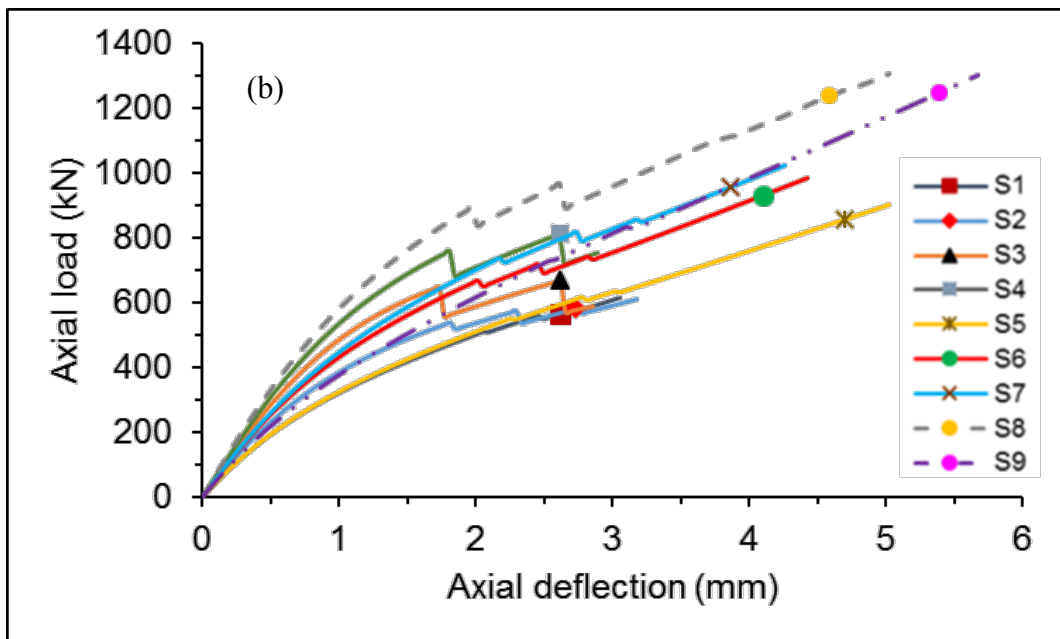 (b)
Axial load (kN)
1400
1200
1000
800
600
400
200
0
0 1 2 3 4 5 6
Axial deflection (mm)
S1
S2
S3
S4
S5
S6
S7
S8
S9